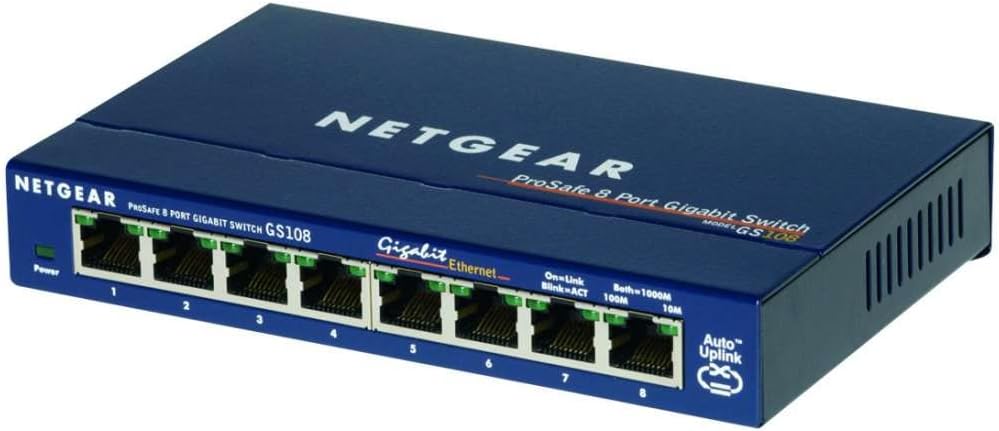 NETGEAR
ProSafe 8 Port Gigabit Switch
MODEL GS108
NETGEAR
PROSAFE 8 PORT GIGABIT SWITCH GS108
Gigabit
Ethernet
On=Link
Blink=ACT
Both=1000M
100M
10M
Power
1
2
3
4
5
6
7
8
Auto™
Uplink